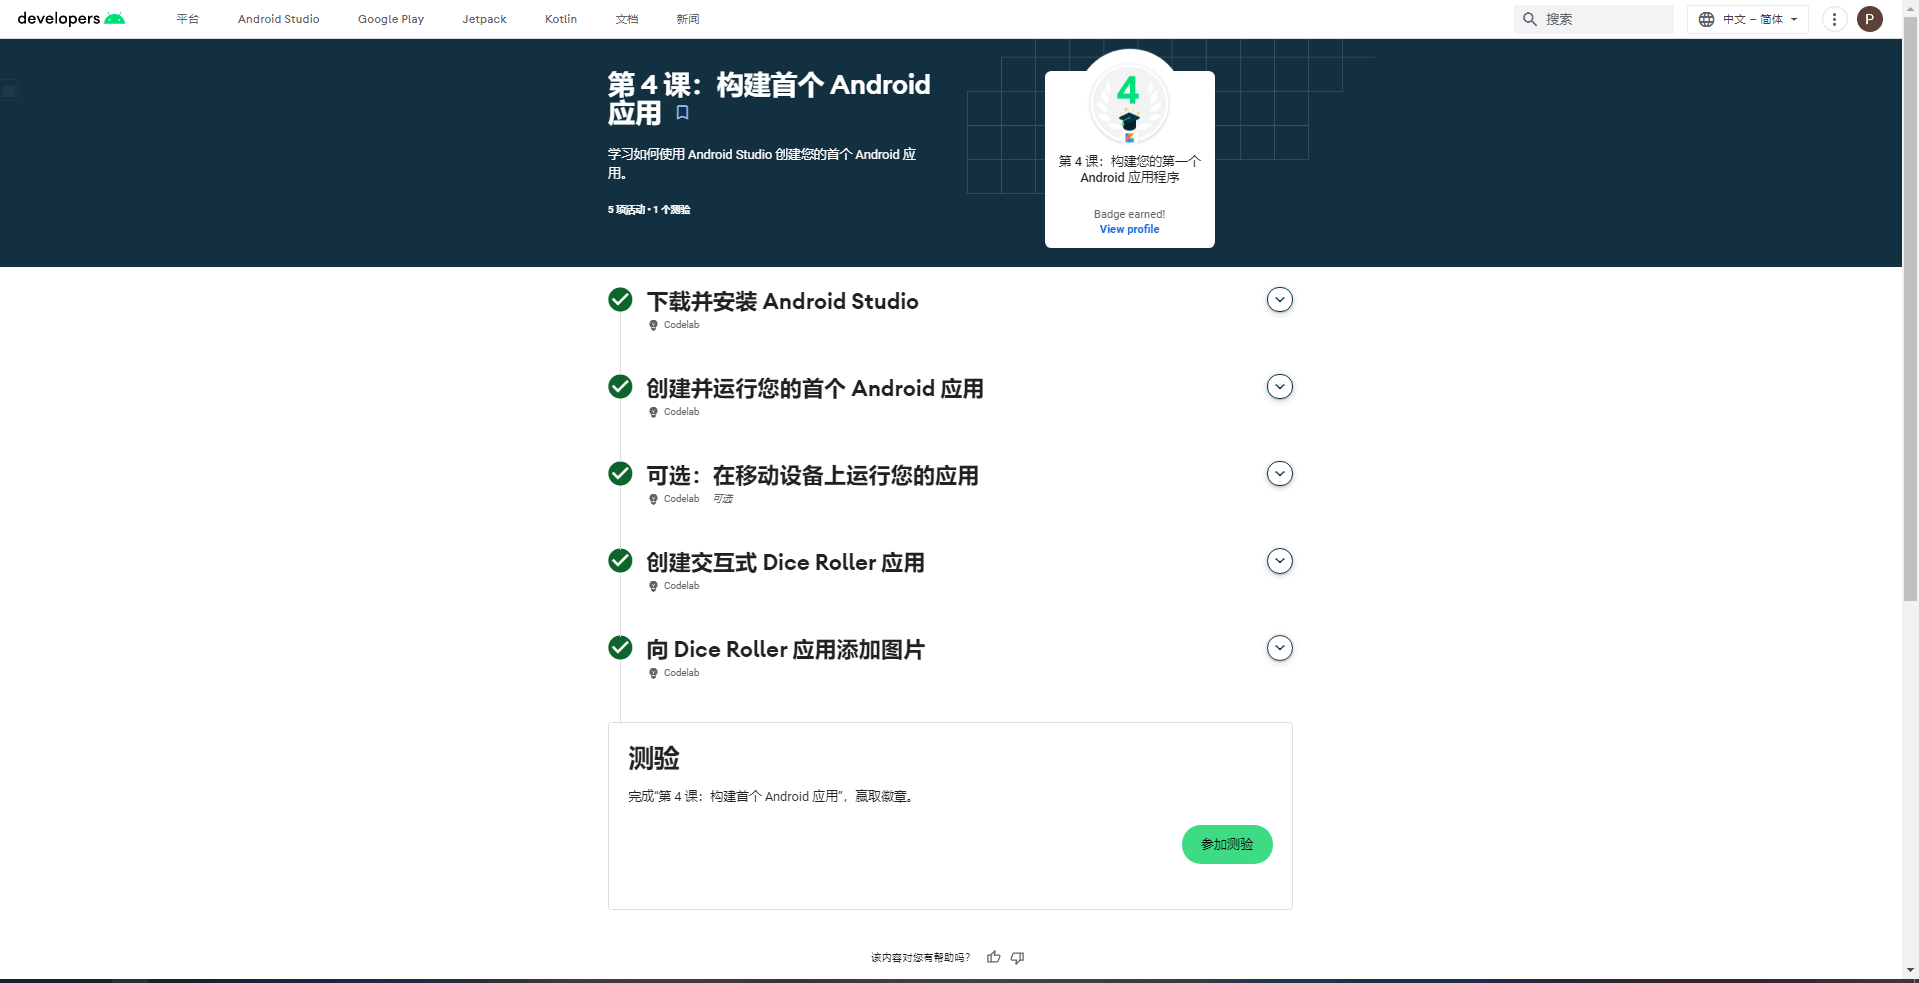 developers
平台
Android Studio
Google Play
Jetpack
Kotlin
文档
新闻
搜索
中文 – 简体
P
第 4 课：构建首个 Android
应用
学习如何使用 Android Studio 创建您的首个 Android 应
用。
5 项活动 • 1 个测验
4
第 4 课：构建您的第一个
Android 应用程序
Badge earned!
View profile
下载并安装 Android Studio
Codelab
创建并运行您的首个 Android 应用
Codelab
可选：在移动设备上运行您的应用
Codelab 可选
创建交互式 Dice Roller 应用
Codelab
向 Dice Roller 应用添加图片
Codelab
测验
完成“第 4 课：构建首个 Android 应用”，赢取徽章。
参加测验
该内容对您有帮助吗？